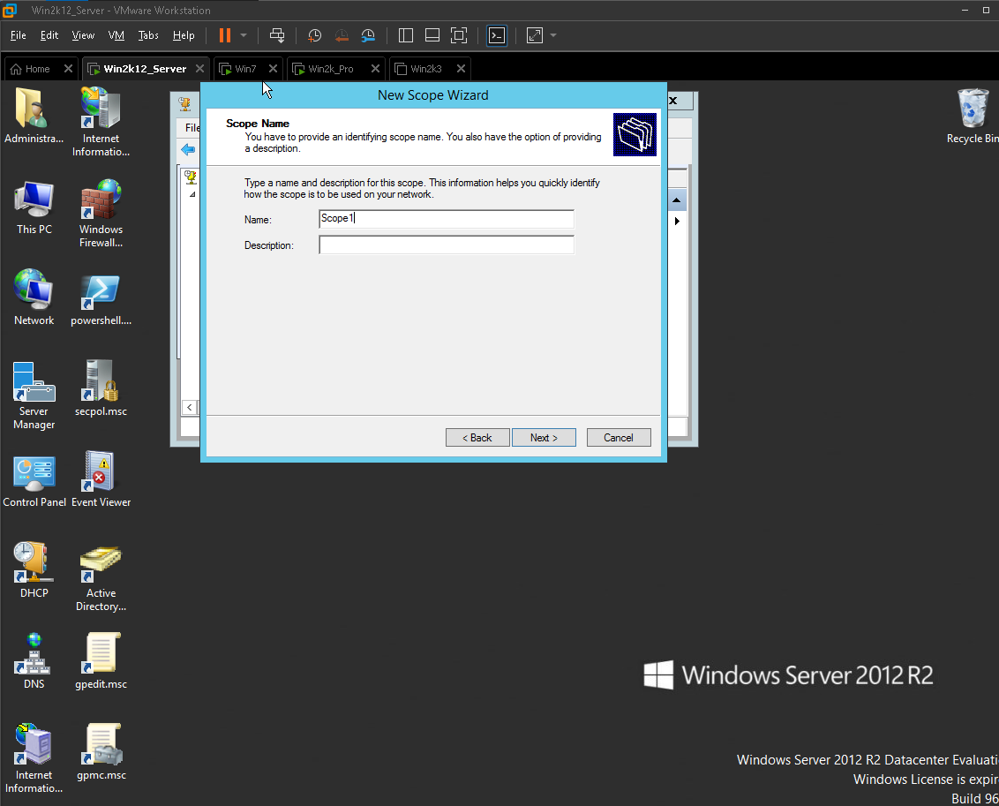 Win2k12_Server - VMware Workstation
File Edit View VM Tabs Help
Home Win2k12_Server Win7 Win2k_Pro Win2k3
New Scope Wizard
X
File
Scope Name
You have to provide an identifying scope name. You also have the option of providing
a description.
Type a name and description for this scope. This information helps you quickly identify
how the scope is to be used on your network.
Name: Scope1
Description:
< Back Next > Cancel
Administra...
Internet
Informatio...
Recycle Bin
This PC
Windows
Firewall...
Network
powershell....
Server
Manager
secpol.msc
Control Panel
Event Viewer
DHCP
Active
Directory...
DNS
gpedit.msc
Internet
Informatio...
gpmc.msc
Windows Server 2012 R2
Windows Server 2012 R2 Datacenter Evaluati
Windows License is expir
Build 96